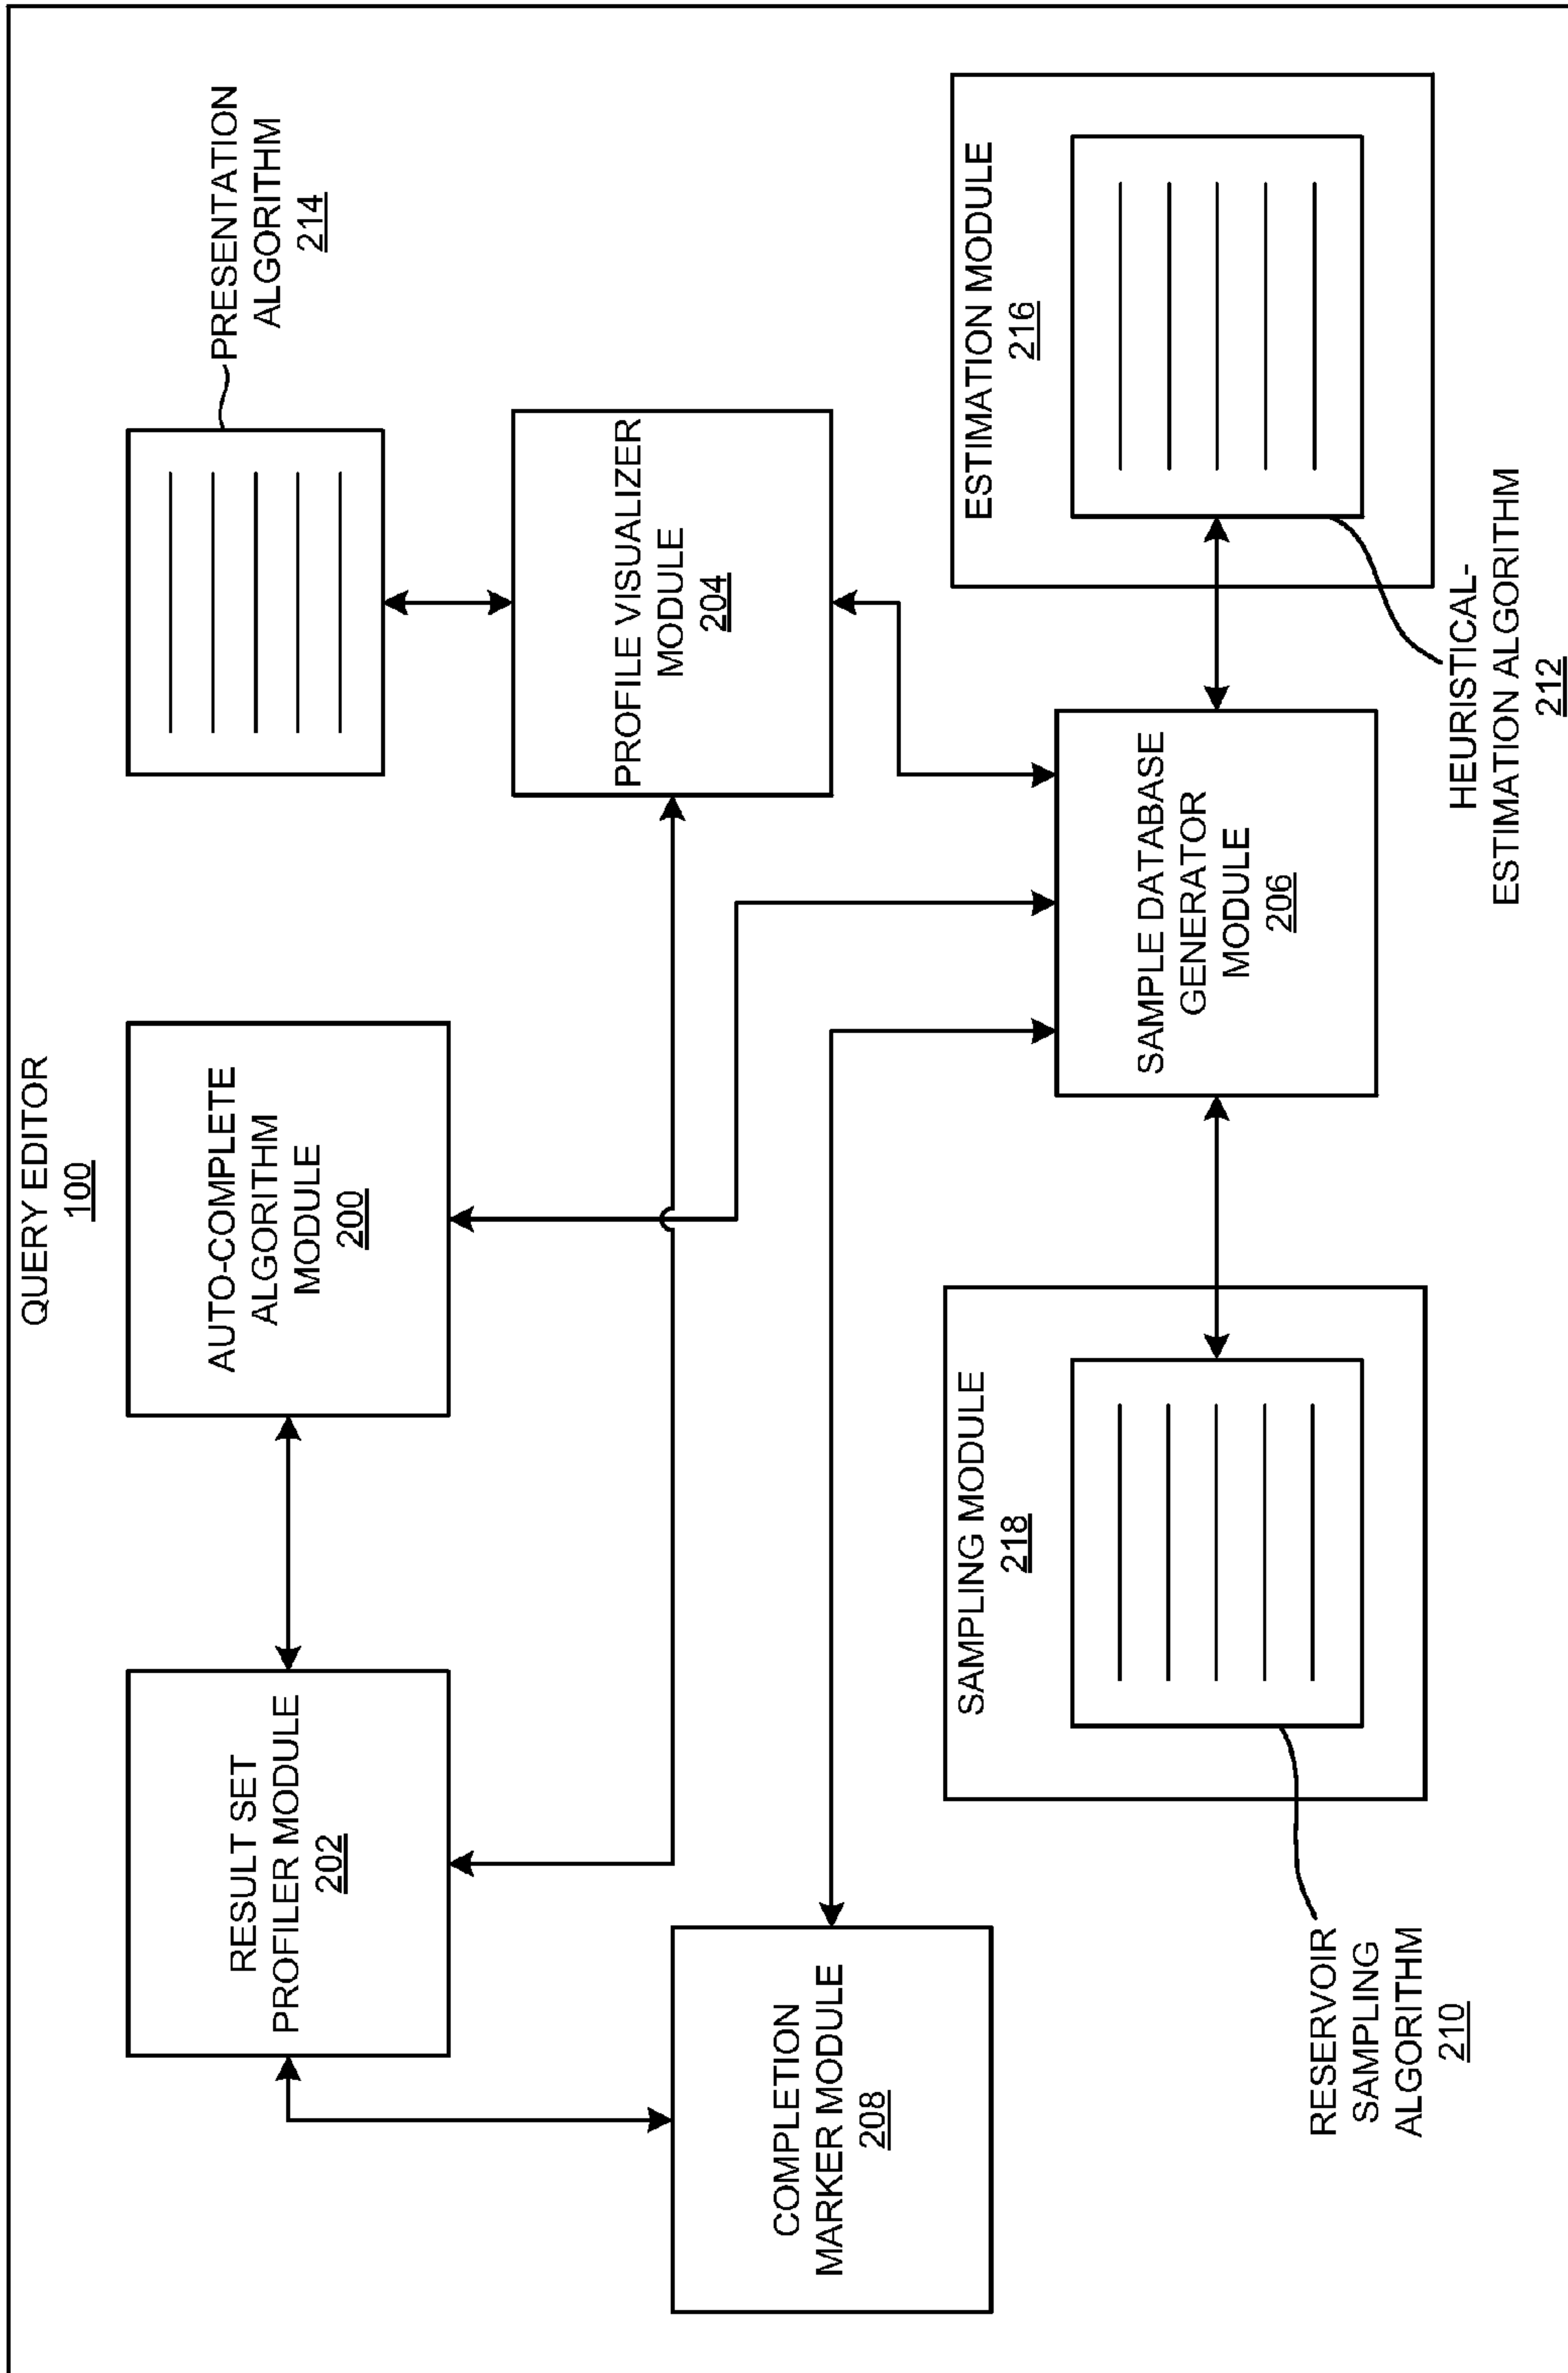 QUERY EDITOR
100
RESULT SET
PROFILER MODULE
202
AUTO-COMPLETE
ALGORITHM
MODULE
200
PRESENTATION
ALGORITHM
214
COMPLETION
MARKER MODULE
208
PROFILE VISUALIZER
MODULE
204
SAMPLING MODULE
218
RESERVOIR
SAMPLING
ALGORITHM
210
SAMPLE DATABASE
GENERATOR
MODULE
206
ESTIMATION MODULE
216
HEURISTICAL-
ESTIMATION ALGORITHM
212